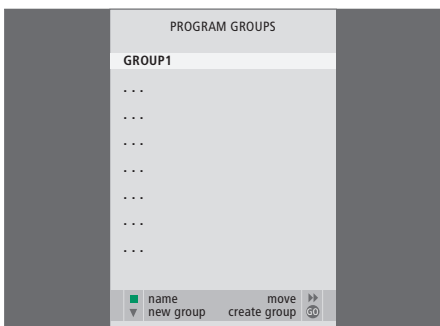 PROGRAM GROUPS
GROUP1
. . .
. . .
. . .
. . .
. . .
. . .
. . .
name move
new group create group GO